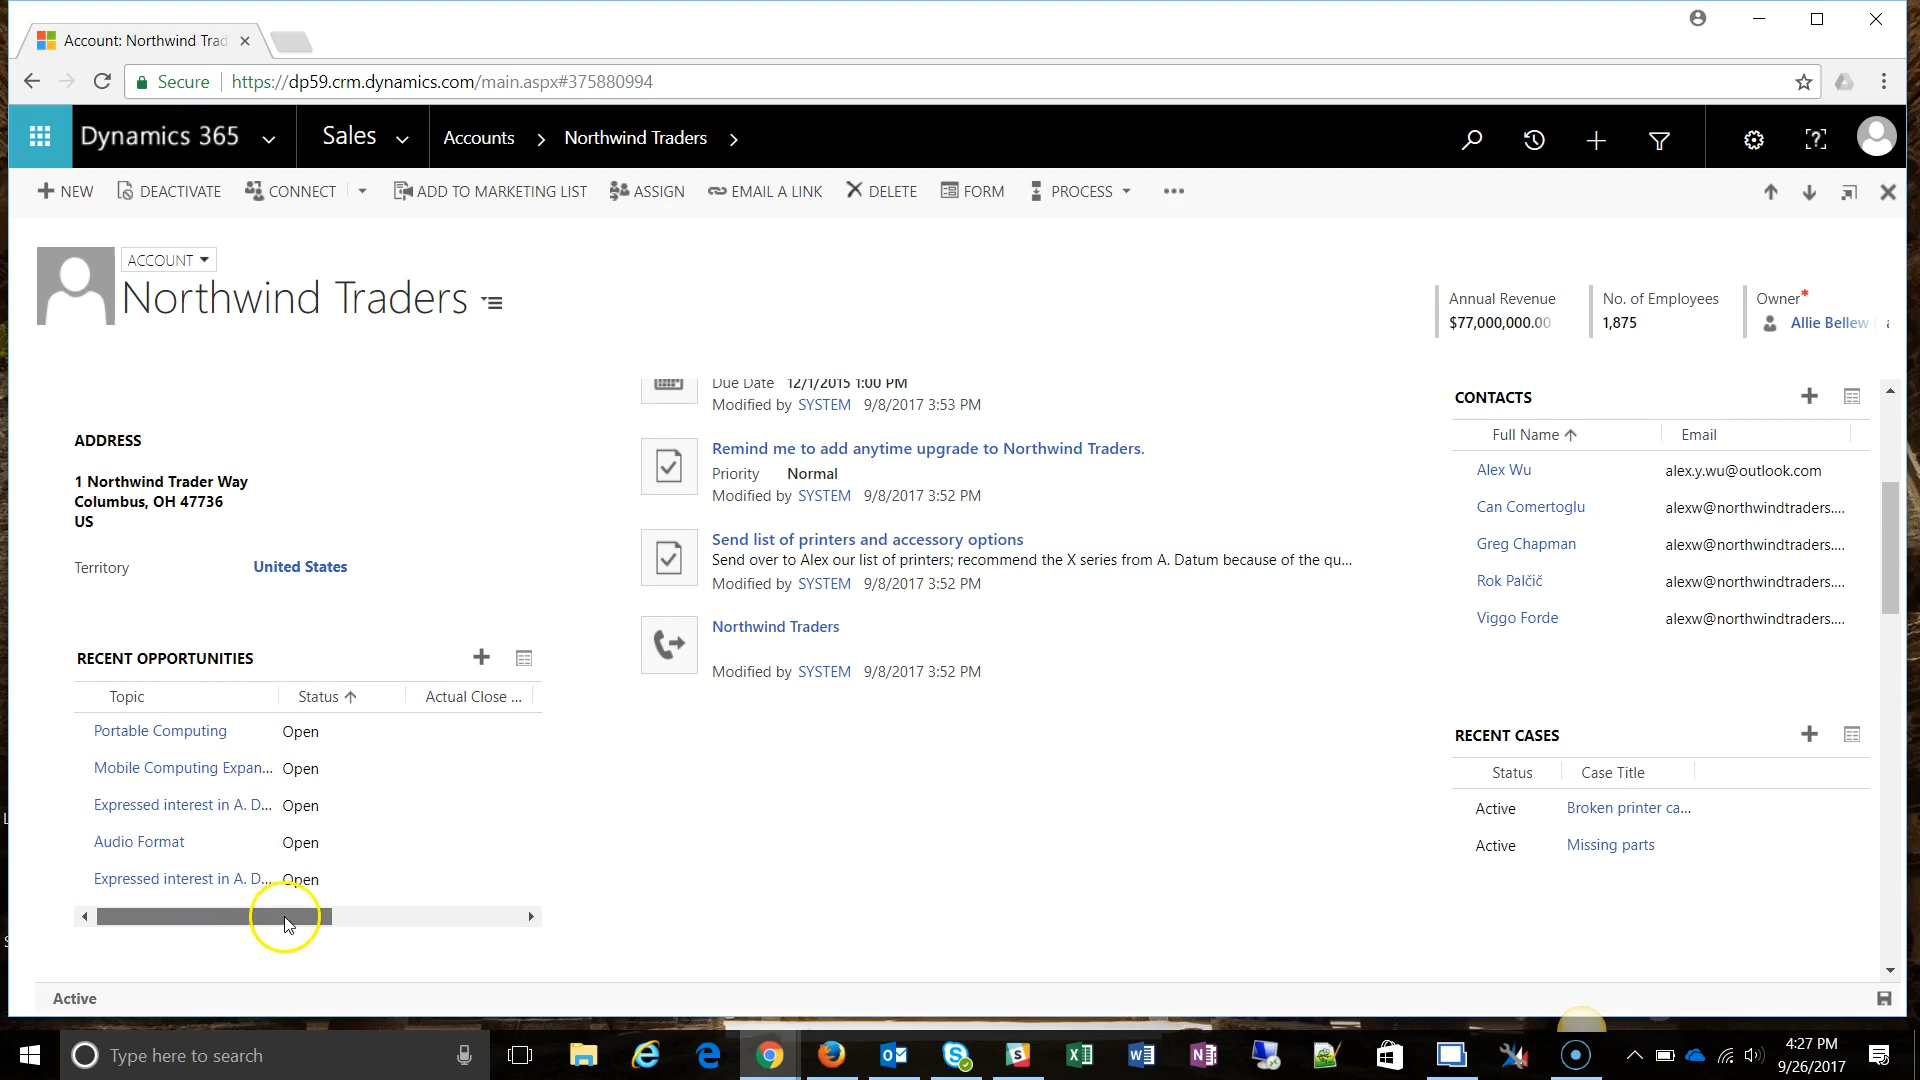 Account: Northwind Trad
Secure https://dp59.crm.dynamics.com/main.aspx#375880994
Dynamics 365 Sales Accounts Northwind Traders
NEW DEACTIVATE CONNECT ADD TO MARKETING LIST ASSIGN EMAIL A LINK DELETE FORM PROCESS
ACCOUNT
Northwind Traders
Annual Revenue
$77,000,000.00
No. of Employees
1,875
Owner*
Allie Bellew
ADDRESS
1 Northwind Trader Way
Columbus, OH 47736
US
Territory United States
RECENT OPPORTUNITIES
Topic Status Actual Close ...
Portable Computing Open
Mobile Computing Expan... Open
Expressed interest in A. D... Open
Audio Format Open
Expressed interest in A. D... Open
Due Date 12/1/2015 1:00 PM
Modified by SYSTEM 9/8/2017 3:53 PM
Remind me to add anytime upgrade to Northwind Traders.
Priority Normal
Modified by SYSTEM 9/8/2017 3:52 PM
Send list of printers and accessory options
Send over to Alex our list of printers; recommend the X series from A. Datum because of the qu...
Modified by SYSTEM 9/8/2017 3:52 PM
Northwind Traders
Modified by SYSTEM 9/8/2017 3:52 PM
CONTACTS
Full Name Email
Alex Wu alex.y.wu@outlook.com
Can Comertoglu alexw@northwindtraders....
Greg Chapman alexw@northwindtraders....
Rok Palčič alexw@northwindtraders....
Viggo Forde alexw@northwindtraders....
RECENT CASES
Status Case Title
Active Broken printer ca...
Active Missing parts
Active
Type here to search
4:27 PM
9/26/2017